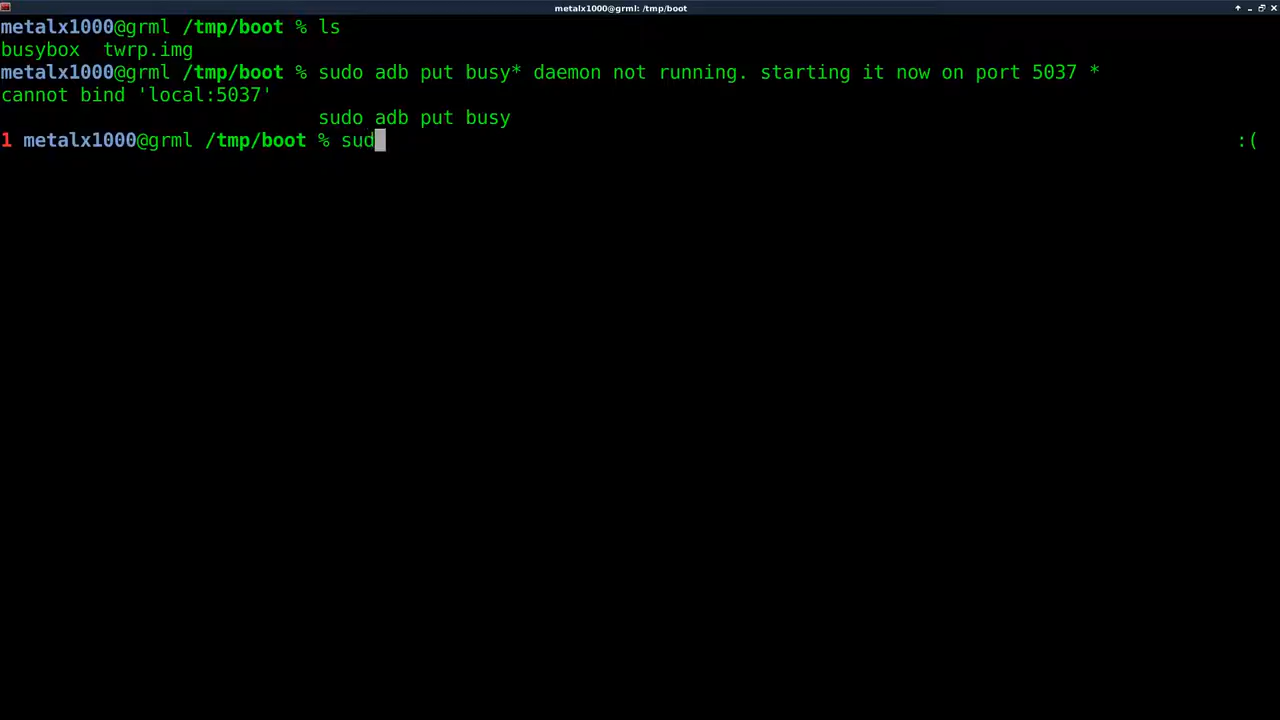 metalx1000@grml: /tmp/boot
metalx1000@grml /tmp/boot % ls
busybox  twrp.img
metalx1000@grml /tmp/boot % sudo adb put busy* daemon not running. starting it now on port 5037 *
cannot bind 'local:5037'
sudo adb put busy
1 metalx1000@grml /tmp/boot % sud :(